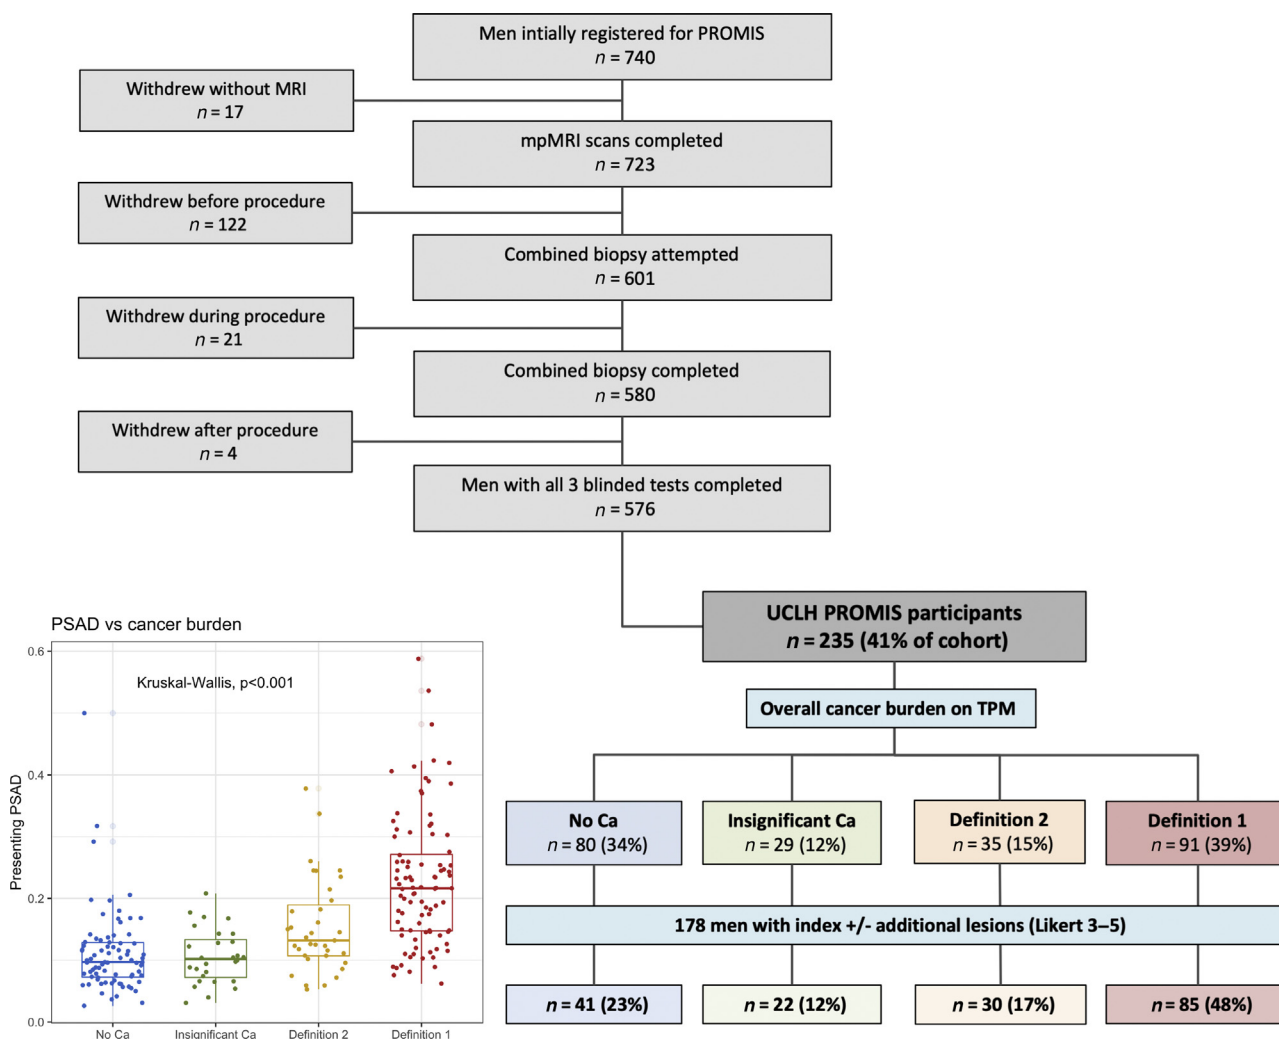 Men intially registered for PROMIS
n = 740
Withdrew without MRI
n = 17
mpMRI scans completed
n = 723
Withdrew before procedure
n = 122
Combined biopsy attempted
n = 601
Withdrew during procedure
n = 21
Combined biopsy completed
n = 580
Withdrew after procedure
n = 4
Men with all 3 blinded tests completed
n = 576
UCLH PROMIS participants
n = 235 (41% of cohort)
Overall cancer burden on TPM
No Ca
n = 80 (34%)
Insignificant Ca
n = 29 (12%)
Definition 2
n = 35 (15%)
Definition 1
n = 91 (39%)
178 men with index +/- additional lesions (Likert 3–5)
n = 41 (23%)
n = 22 (12%)
n = 30 (17%)
n = 85 (48%)
PSAD vs cancer burden
Kruskal-Wallis, p<0.001
Presenting PSAD
0.6
0.4
0.2
0.0
No Ca
Insignificant Ca
Definition 2
Definition 1